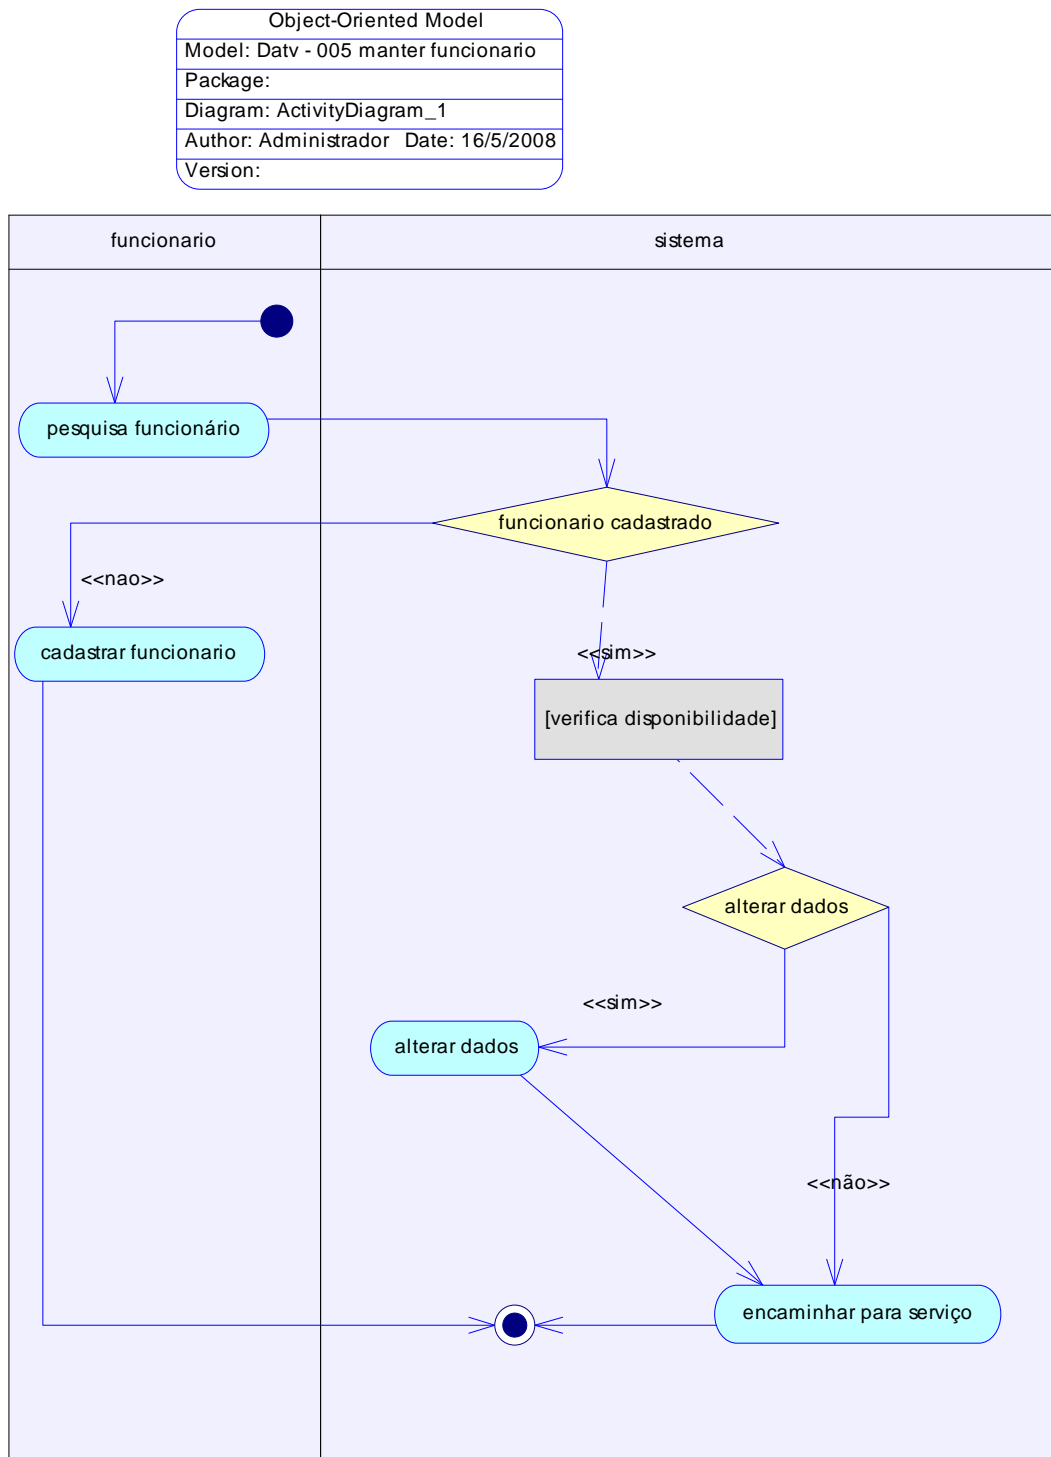 Object-Oriented Model
Model: Datv - 005 manter funcionario
Package:
Diagram: ActivityDiagram_1
Author: Administrador Date: 16/5/2008
Version:
funcionario
sistema
pesquisa funcionário
funcionario cadastrado
<<nao>>
cadastrar funcionario
<<sim>>
[verifica disponibilidade]
alterar dados
<<sim>>
alterar dados
<<não>>
encaminhar para serviço